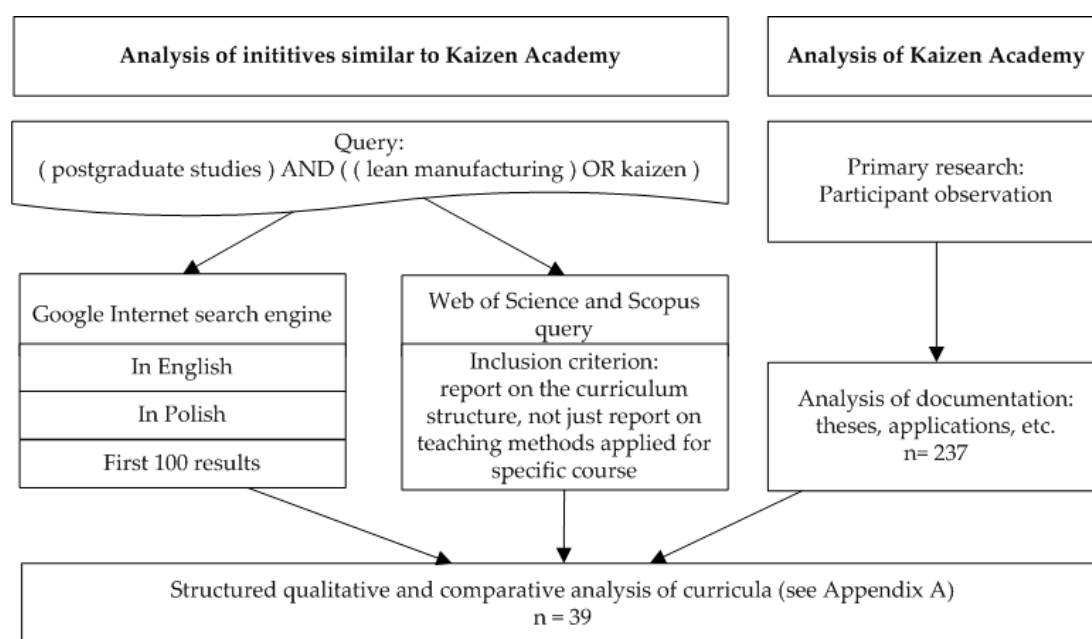 Analysis of inititives similar to Kaizen Academy
Analysis of Kaizen Academy
Query:
( postgraduate studies ) AND ( ( lean manufacturing ) OR kaizen )
Primary research:
Participant observation
Google Internet search engine
In English
In Polish
First 100 results
Web of Science and Scopus
query
Inclusion criterion:
report on the curriculum
structure, not just report on
teaching methods applied for
specific course
Analysis of documentation:
theses, applications, etc.
n= 237
Structured qualitative and comparative analysis of curricula (see Appendix A)
n = 39